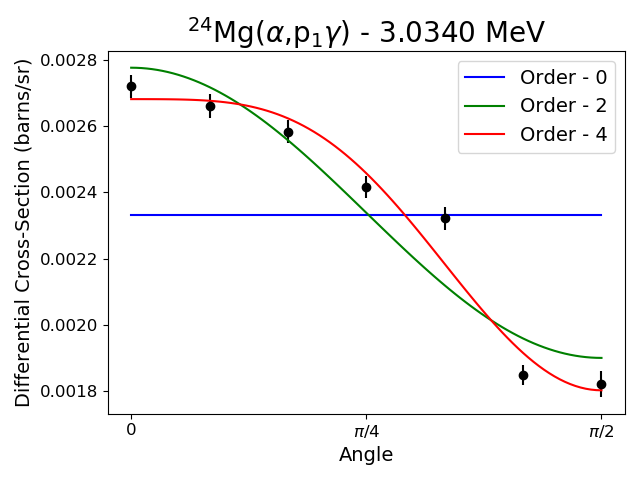 ²⁴Mg(α,p₁γ) - 3.0340 MeV
Differential Cross-Section (barns/sr)
0.0028
0.0026
0.0024
0.0022
0.0020
0.0018
Order - 0
Order - 2
Order - 4
0
π/4
π/2
Angle